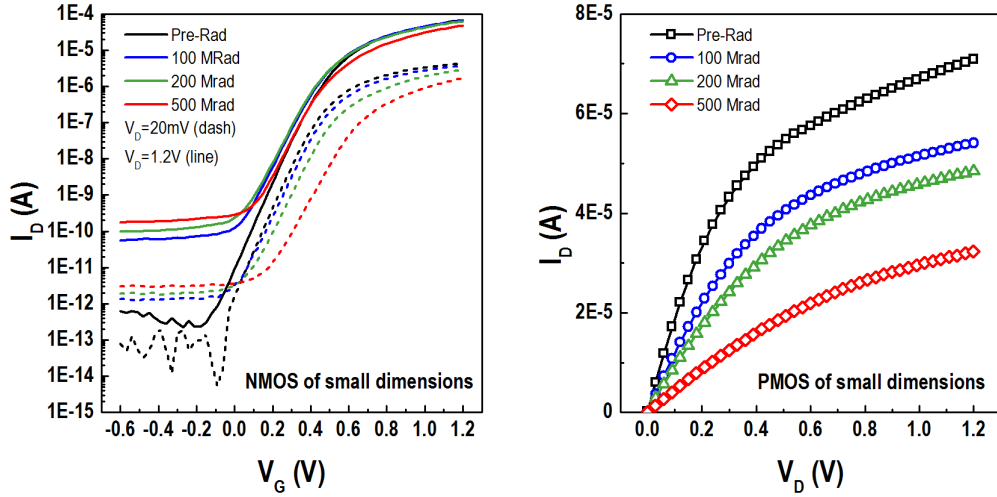 1E-4
1E-5
1E-6
1E-7
1E-8
1E-9
1E-10
1E-11
1E-12
1E-13
1E-14
1E-15
I_D (A)
Pre-Rad
100 MRad
200 Mrad
500 Mrad
V_D=20mV (dash)
V_D=1.2V (line)
NMOS of small dimensions
-0.6 -0.4 -0.2 0.0 0.2 0.4 0.6 0.8 1.0 1.2
V_G (V)
8E-5
6E-5
4E-5
2E-5
0
I_D (A)
Pre-Rad
100 Mrad
200 Mrad
500 Mrad
PMOS of small dimensions
0.0 0.2 0.4 0.6 0.8 1.0 1.2
V_D (V)